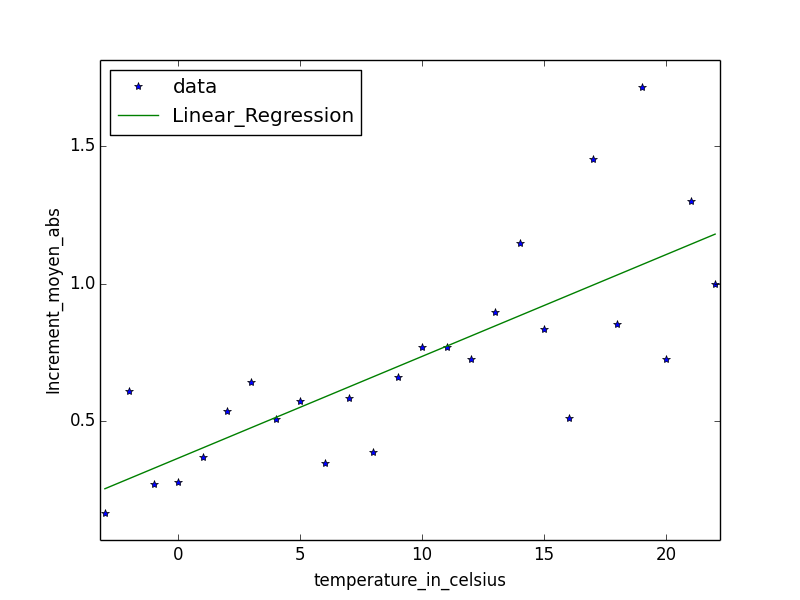 data
Linear_Regression
1.5
1.0
0.5
Increment_moyen_abs
0 5 10 15 20
temperature_in_celsius